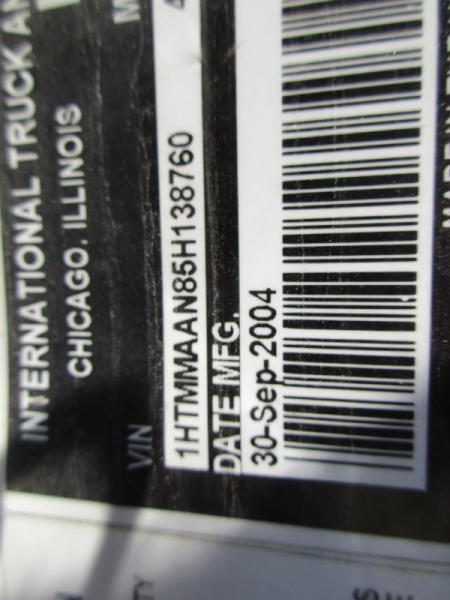 INTERNATIONAL TRUCK
CHICAGO, ILLINOIS
VIN
1HTMMAAN85H138760
DATE MFG.
30-Sep-2004